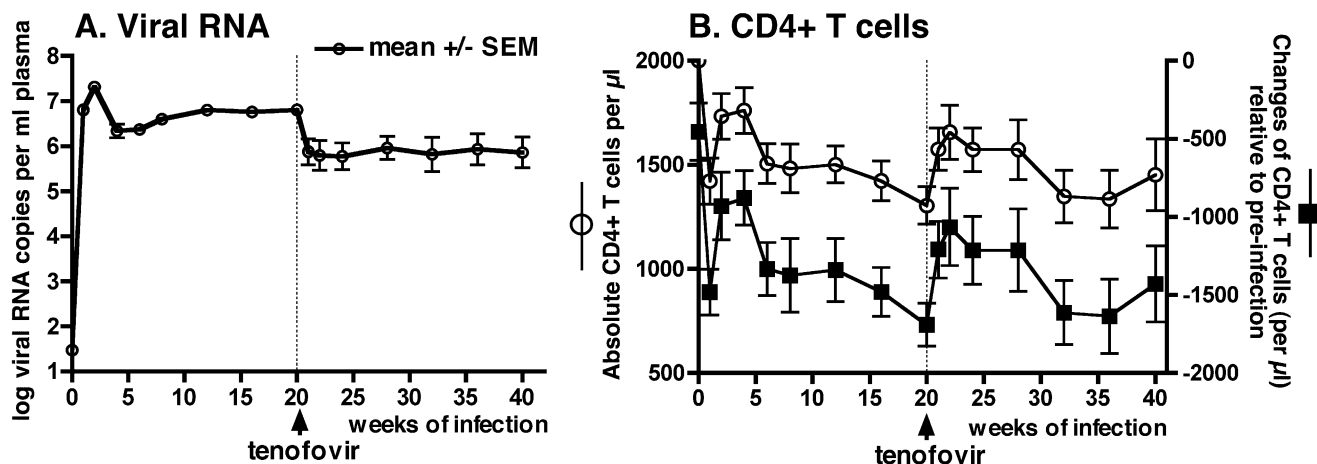 A. Viral RNA
mean +/- SEM
log viral RNA copies per ml plasma
8
7
6
5
4
3
2
1
0 5 10 15 20 25 30 35 40
weeks of infection
tenofovir
B. CD4+ T cells
Absolute CD4+ T cells per µl
2000
1500
1000
500
0
-500
-1000
-1500
-2000
Changes of CD4+ T cells (per µl)
relative to pre-infection
0 5 10 15 20 25 30 35 40
weeks of infection
tenofovir